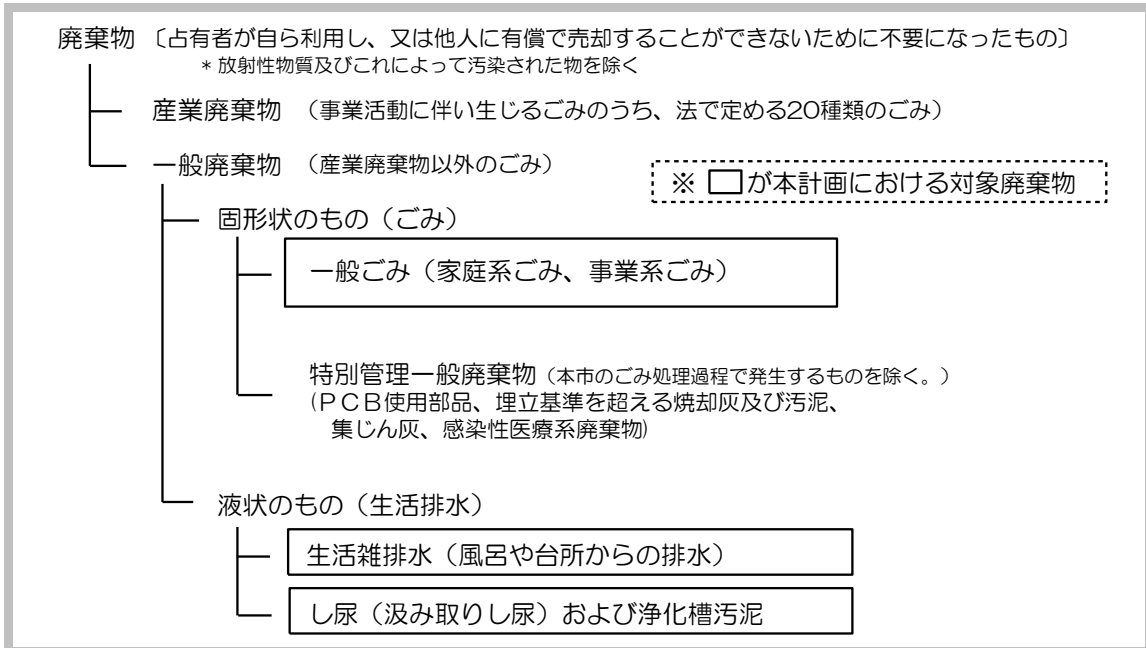 廃棄物 〔占有者が自ら利用し、又は他人に有償で売却することができないために不要になったもの〕
* 放射性物質及びこれによって汚染された物を除く
産業廃棄物 （事業活動に伴い生じるごみのうち、法で定める20種類のごみ）
一般廃棄物 （産業廃棄物以外のごみ）
※ □が本計画における対象廃棄物
固形状のもの（ごみ）
一般ごみ（家庭系ごみ、事業系ごみ）
特別管理一般廃棄物（本市のごみ処理過程で発生するものを除く。）
(ＰＣＢ使用部品、埋立基準を超える焼却灰及び汚泥、
集じん灰、感染性医療系廃棄物)
液状のもの（生活排水）
生活雑排水（風呂や台所からの排水）
し尿（汲み取りし尿）および浄化槽汚泥